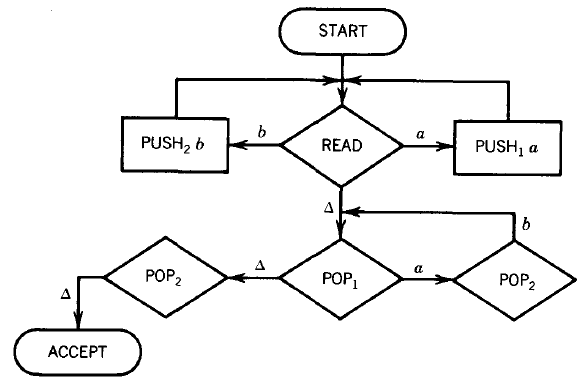 START
PUSH₂ b
b
READ
a
PUSH₁ a
Δ
b
POP₂
Δ
POP₁
a
POP₂
Δ
ACCEPT